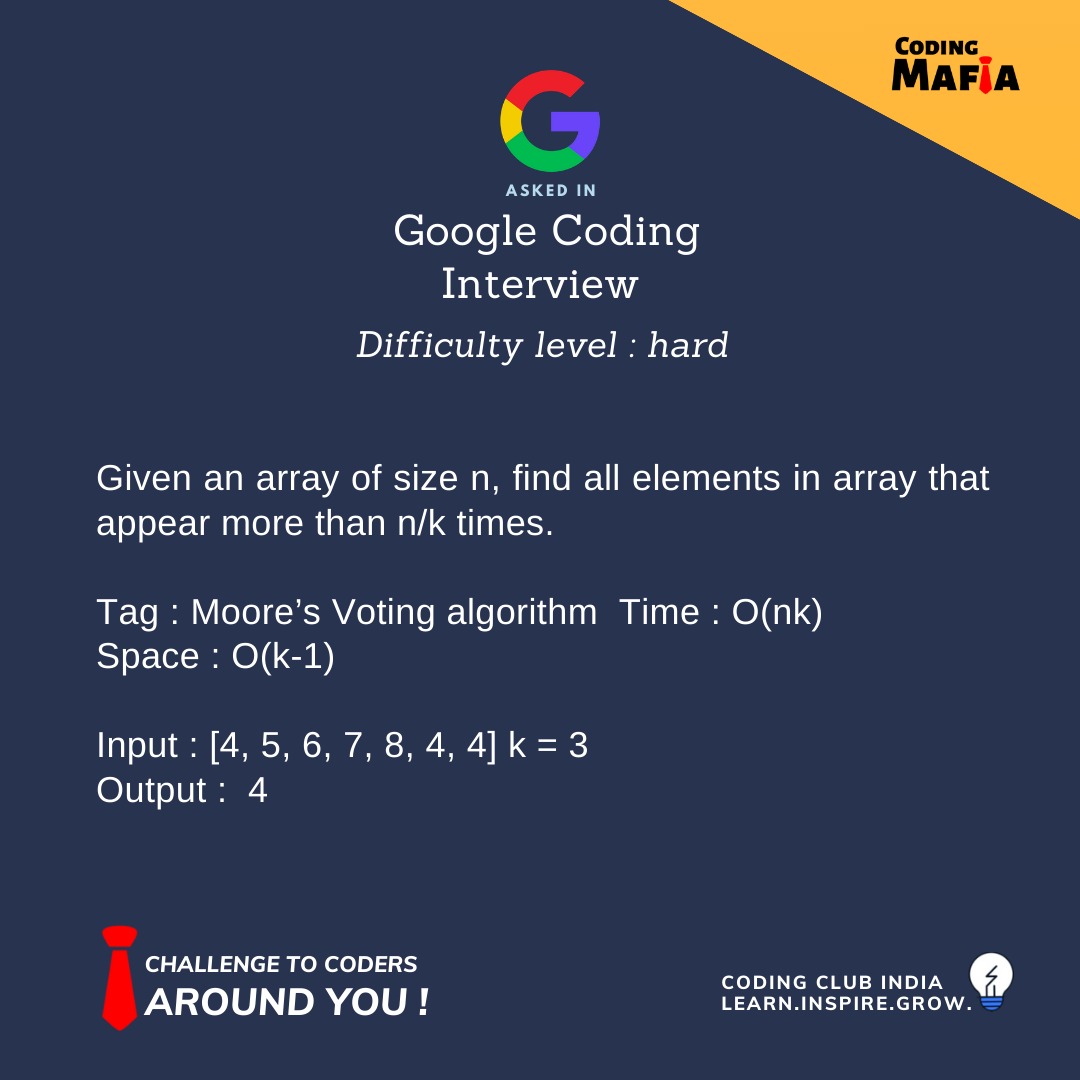 CODING
MAFIA
G
ASKED IN
Google Coding
Interview
Difficulty level : hard
Given an array of size n, find all elements in array that
appear more than n/k times.
Tag : Moore’s Voting algorithm  Time : O(nk)
Space : O(k-1)
Input : [4, 5, 6, 7, 8, 4, 4] k = 3
Output :  4
CHALLENGE TO CODERS
AROUND YOU !
CODING CLUB INDIA
LEARN.INSPIRE.GROW.